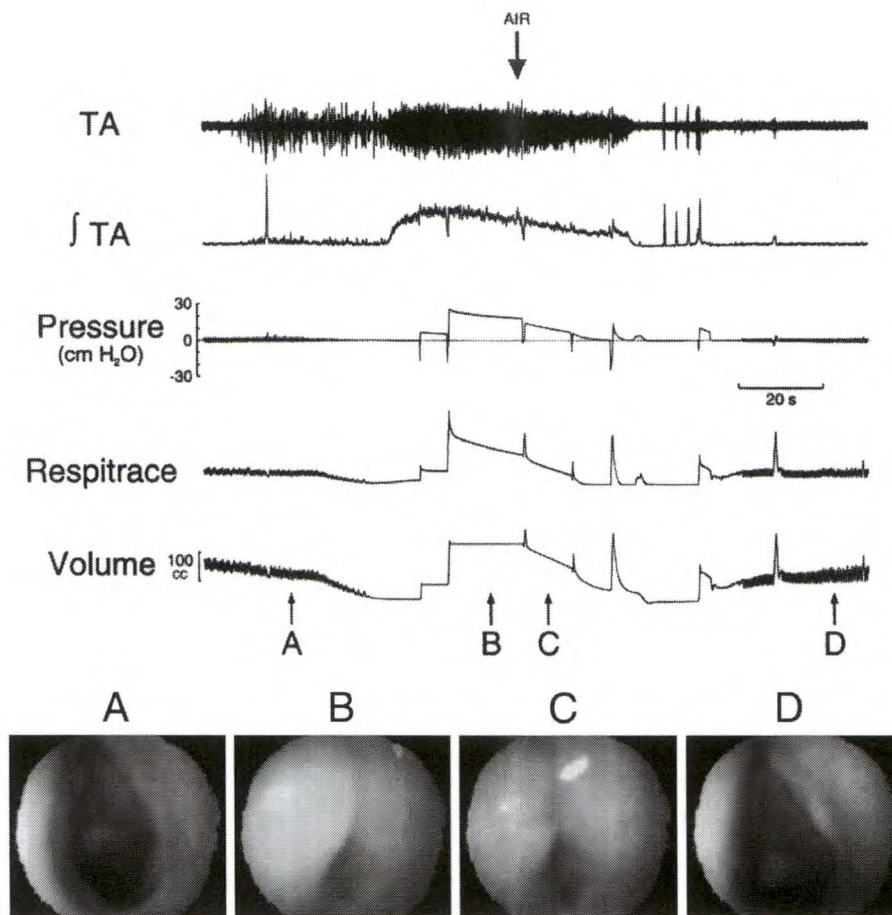 AIR
TA
∫ TA
30
Pressure 0
(cm H₂O)
-30
20 s
Respitrace
Volume 100
cc
A B C D
A B C D